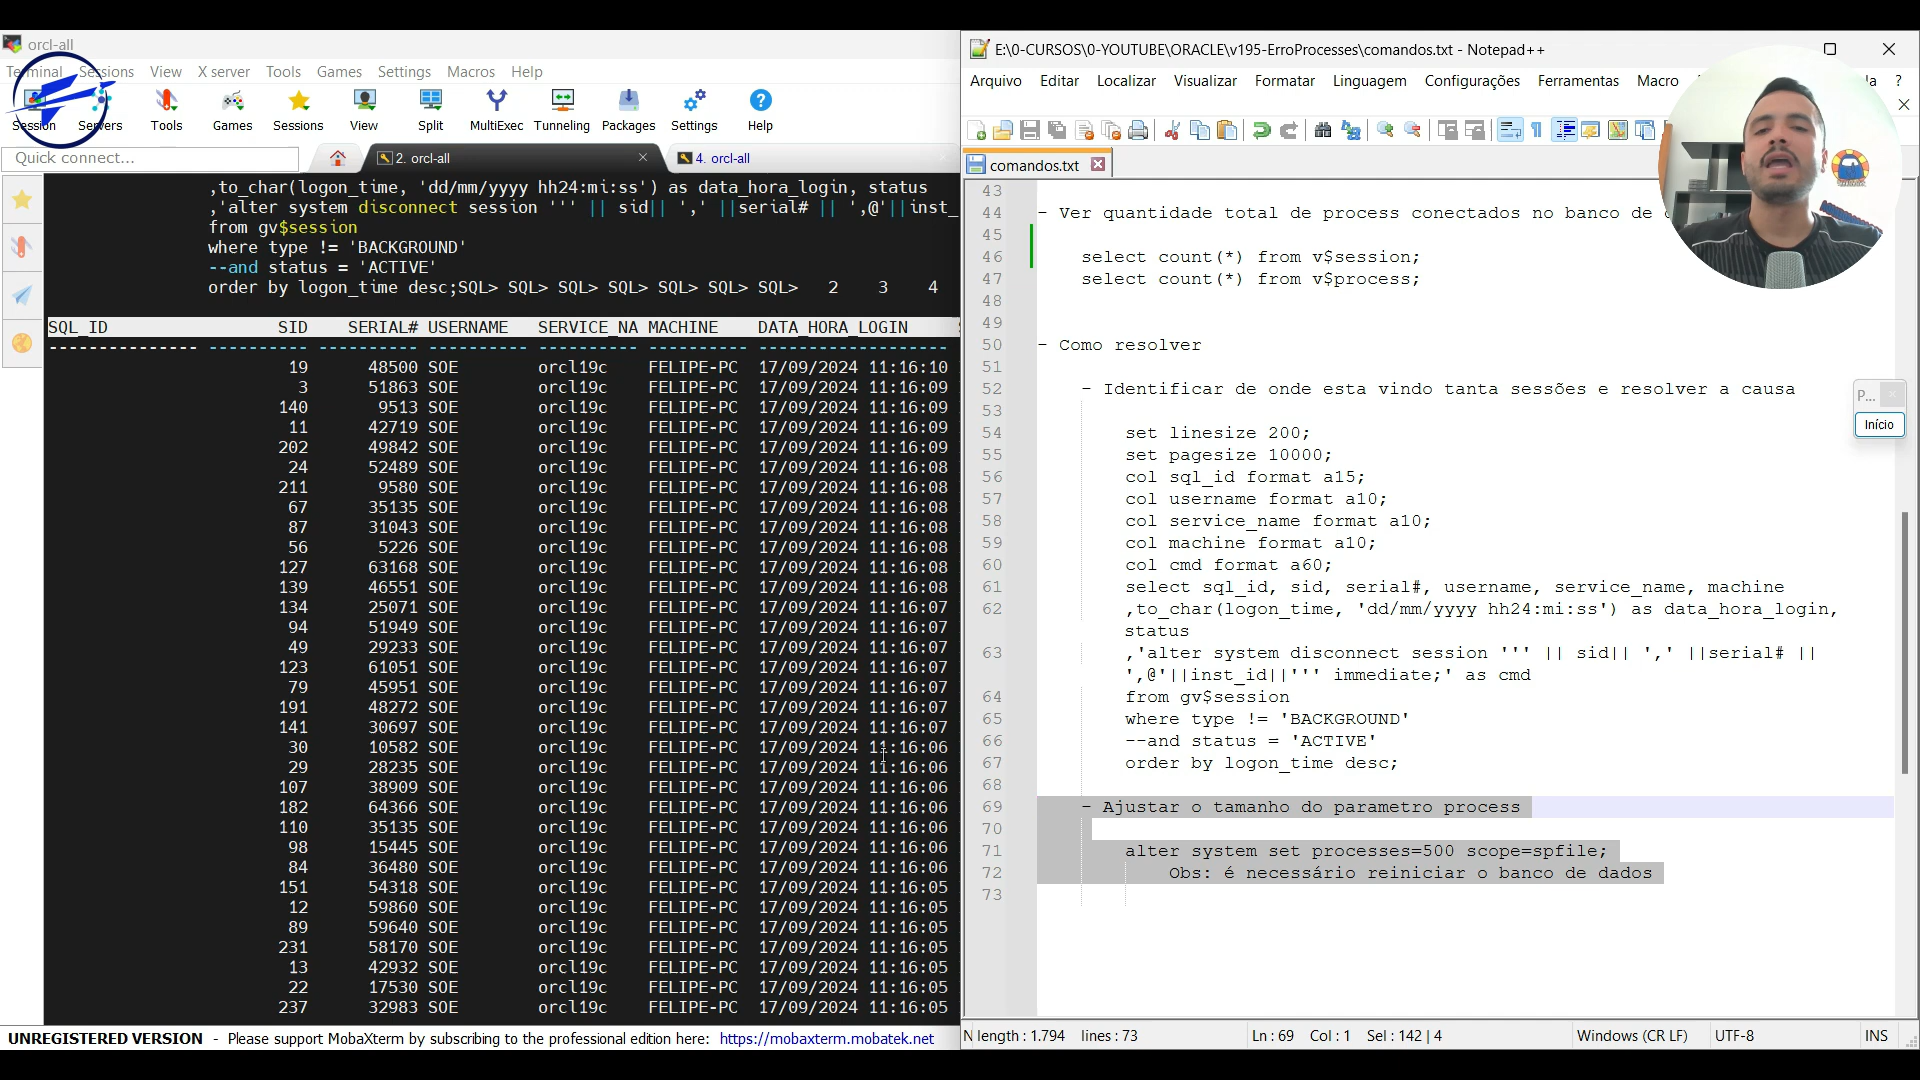 orcl-all
Terminal Sessions View X server Tools Games Settings Macros Help
Session Servers Tools Games Sessions View Split MultiExec Tunneling Packages Settings Help
Quick connect...
2. orcl-all
4. orcl-all
,to_char(logon_time, 'dd/mm/yyyy hh24:mi:ss') as data_hora_login, status
,'alter system disconnect session ''' || sid|| ',' ||serial# || ',@'||inst_
from gv$session
where type != 'BACKGROUND'
--and status = 'ACTIVE'
order by logon_time desc;SQL> SQL> SQL> SQL> SQL> SQL> SQL> 2 3 4
SQL_ID SID SERIAL# USERNAME SERVICE_NA MACHINE DATA_HORA_LOGIN
--------------- ---------- ---------- ---------- ---------- ---------- -------------------
19 48500 SOE orcl19c FELIPE-PC 17/09/2024 11:16:10
3 51863 SOE orcl19c FELIPE-PC 17/09/2024 11:16:09
140 9513 SOE orcl19c FELIPE-PC 17/09/2024 11:16:09
11 42719 SOE orcl19c FELIPE-PC 17/09/2024 11:16:09
202 49842 SOE orcl19c FELIPE-PC 17/09/2024 11:16:09
24 52489 SOE orcl19c FELIPE-PC 17/09/2024 11:16:08
211 9580 SOE orcl19c FELIPE-PC 17/09/2024 11:16:08
67 35135 SOE orcl19c FELIPE-PC 17/09/2024 11:16:08
87 31043 SOE orcl19c FELIPE-PC 17/09/2024 11:16:08
56 5226 SOE orcl19c FELIPE-PC 17/09/2024 11:16:08
127 63168 SOE orcl19c FELIPE-PC 17/09/2024 11:16:08
139 46551 SOE orcl19c FELIPE-PC 17/09/2024 11:16:08
134 25071 SOE orcl19c FELIPE-PC 17/09/2024 11:16:07
94 51949 SOE orcl19c FELIPE-PC 17/09/2024 11:16:07
49 29233 SOE orcl19c FELIPE-PC 17/09/2024 11:16:07
123 61051 SOE orcl19c FELIPE-PC 17/09/2024 11:16:07
79 45951 SOE orcl19c FELIPE-PC 17/09/2024 11:16:07
191 48272 SOE orcl19c FELIPE-PC 17/09/2024 11:16:07
141 30697 SOE orcl19c FELIPE-PC 17/09/2024 11:16:07
30 10582 SOE orcl19c FELIPE-PC 17/09/2024 11:16:06
29 28235 SOE orcl19c FELIPE-PC 17/09/2024 11:16:06
107 38909 SOE orcl19c FELIPE-PC 17/09/2024 11:16:06
182 64366 SOE orcl19c FELIPE-PC 17/09/2024 11:16:06
110 35135 SOE orcl19c FELIPE-PC 17/09/2024 11:16:06
98 15445 SOE orcl19c FELIPE-PC 17/09/2024 11:16:06
84 36480 SOE orcl19c FELIPE-PC 17/09/2024 11:16:06
151 54318 SOE orcl19c FELIPE-PC 17/09/2024 11:16:05
12 59860 SOE orcl19c FELIPE-PC 17/09/2024 11:16:05
89 59640 SOE orcl19c FELIPE-PC 17/09/2024 11:16:05
231 58170 SOE orcl19c FELIPE-PC 17/09/2024 11:16:05
13 42932 SOE orcl19c FELIPE-PC 17/09/2024 11:16:05
22 17530 SOE orcl19c FELIPE-PC 17/09/2024 11:16:05
237 32983 SOE orcl19c FELIPE-PC 17/09/2024 11:16:05
UNREGISTERED VERSION - Please support MobaXterm by subscribing to the professional edition here: https://mobaxterm.mobatek.net
E:\0-CURSOS\0-YOUTUBE\ORACLE\v195-ErroProcesses\comandos.txt - Notepad++
Arquivo Editar Localizar Visualizar Formatar Linguagem Configurações Ferramentas Macro ?
comandos.txt
43
44 - Ver quantidade total de process conectados no banco de
45
46 select count(*) from v$session;
47 select count(*) from v$process;
48
49
50 - Como resolver
51
52 - Identificar de onde esta vindo tanta sessões e resolver a causa
53
54 set linesize 200;
55 set pagesize 10000;
56 col sql_id format a15;
57 col username format a10;
58 col service_name format a10;
59 col machine format a10;
60 col cmd format a60;
61 select sql_id, sid, serial#, username, service_name, machine
62 ,to_char(logon_time, 'dd/mm/yyyy hh24:mi:ss') as data_hora_login,
status
63 ,'alter system disconnect session ''' || sid|| ',' ||serial# ||
',@'||inst_id||''' immediate;' as cmd
64 from gv$session
65 where type != 'BACKGROUND'
66 --and status = 'ACTIVE'
67 order by logon_time desc;
68
69 - Ajustar o tamanho do parametro process
70
71 alter system set processes=500 scope=spfile;
72 Obs: é necessário reiniciar o banco de dados
73
P...
Início
N length : 1.794 lines : 73 Ln : 69 Col : 1 Sel : 142 | 4 Windows (CR LF) UTF-8 INS